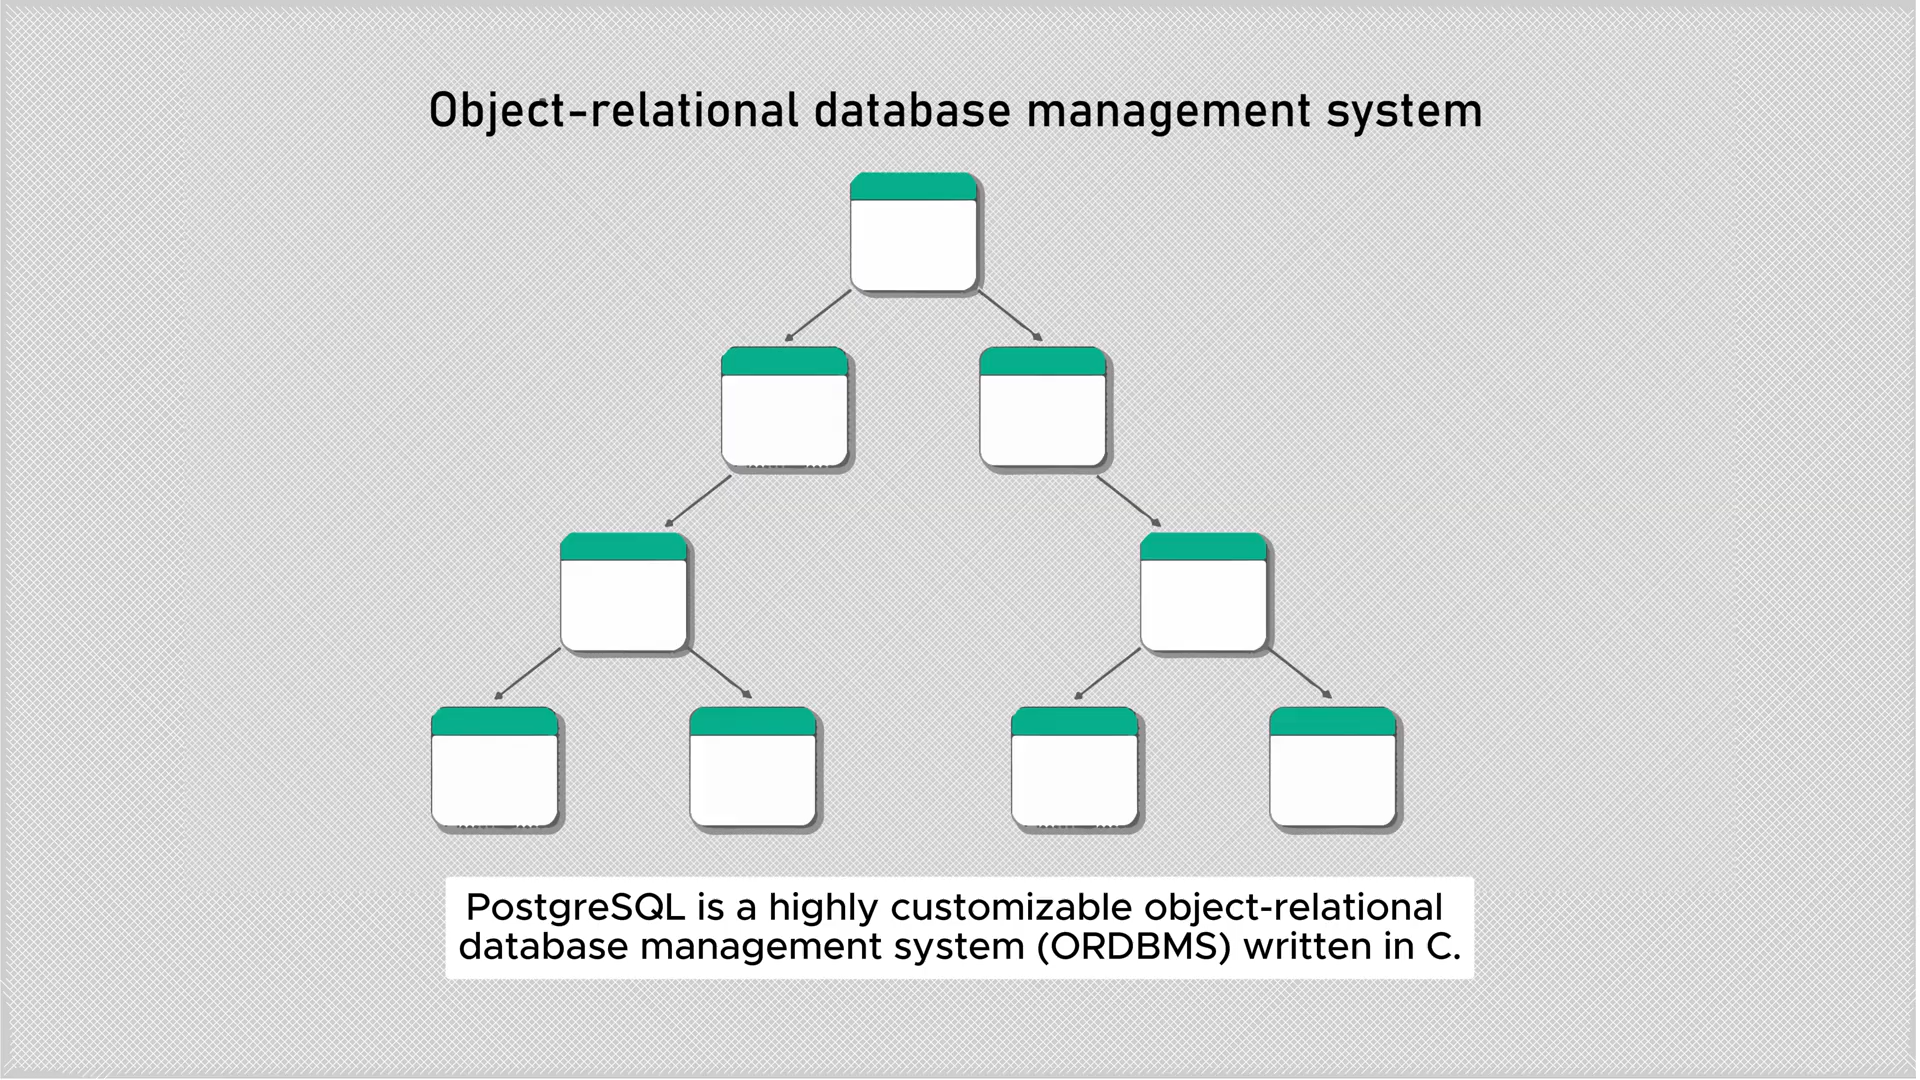 Object-relational database management system
PostgreSQL is a highly customizable object-relational
database management system (ORDBMS) written in C.